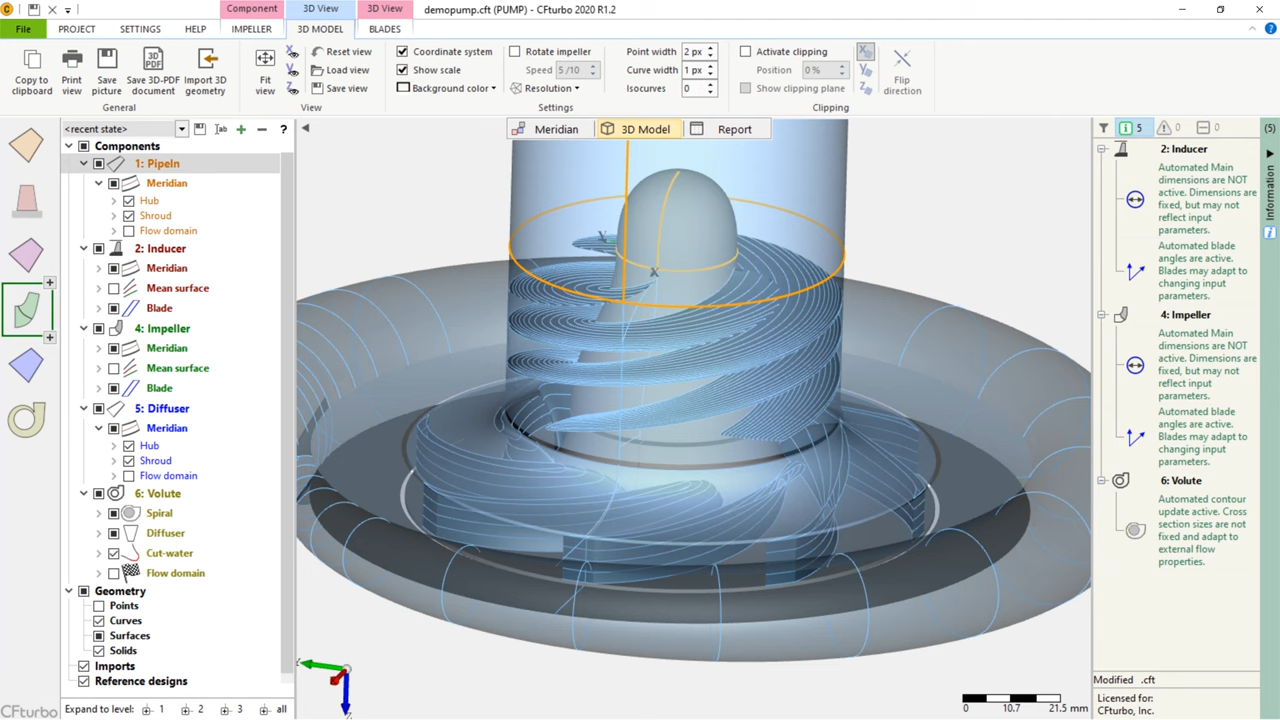 Component
3D View
3D View
demopump.cft (PUMP) - CFturbo 2020 R1.2
File
PROJECT
SETTINGS
HELP
IMPELLER
3D MODEL
BLADES
Copy to clipboard
Print view
Save picture
3D PDF
Save 3D-PDF document
Import 3D geometry
General
Fit view
X
Y
Z
Reset view
Load view
Save view
View
Coordinate system
Show scale
Background color
Rotate impeller
Speed 5 /10
Resolution
Point width 2 px
Curve width 1 px
Isocurves 0
Settings
Activate clipping
Position 0 %
Show clipping plane
Flip direction
Clipping
<recent state>
Iab
+
−
?
Components
1: PipeIn
Meridian
Hub
Shroud
Flow domain
2: Inducer
Meridian
Mean surface
Blade
4: Impeller
Meridian
Mean surface
Blade
5: Diffuser
Meridian
Hub
Shroud
Flow domain
6: Volute
Spiral
Diffuser
Cut-water
Flow domain
Geometry
Points
Curves
Surfaces
Solids
Imports
Reference designs
CFturbo
Expand to level: 1 2 3 all
Meridian
3D Model
Report
Y
X
0 10.7 21.5 mm
5
0
0
(5)
Information
2: Inducer
Automated Main
dimensions are NOT
active. Dimensions are
fixed, but may not
reflect input
parameters.
Automated blade
angles are active.
Blades may adapt to
changing input
parameters.
4: Impeller
Automated Main
dimensions are NOT
active. Dimensions are
fixed, but may not
reflect input
parameters.
Automated blade
angles are active.
Blades may adapt to
changing input
parameters.
6: Volute
Automated contour
update active. Cross
section sizes are not
fixed and adapt to
external flow
properties.
Modified .cft
Licensed for:
CFturbo, Inc.